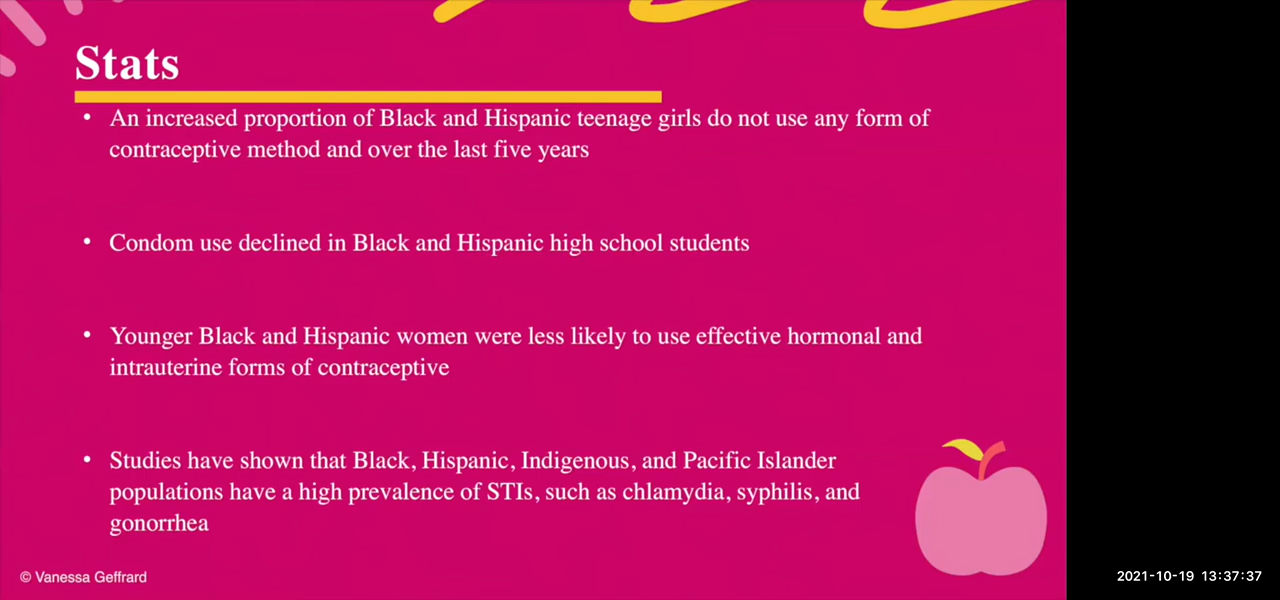 Stats
• An increased proportion of Black and Hispanic teenage girls do not use any form of
contraceptive method and over the last five years
• Condom use declined in Black and Hispanic high school students
• Younger Black and Hispanic women were less likely to use effective hormonal and
intrauterine forms of contraceptive
• Studies have shown that Black, Hispanic, Indigenous, and Pacific Islander
populations have a high prevalence of STIs, such as chlamydia, syphilis, and
gonorrhea
© Vanessa Geffrard
2021-10-19 13:37:37